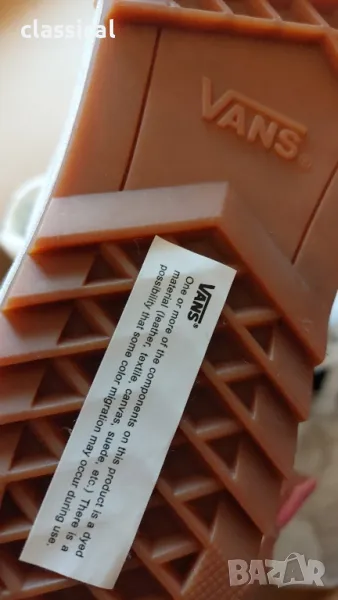 classical
VANS
VANS®
One or more of the components on this product is a dyed
material (leather, textile, canvas, suede, etc.) There is a
possibility that some color migration may occur during use.
BAZAR.bg